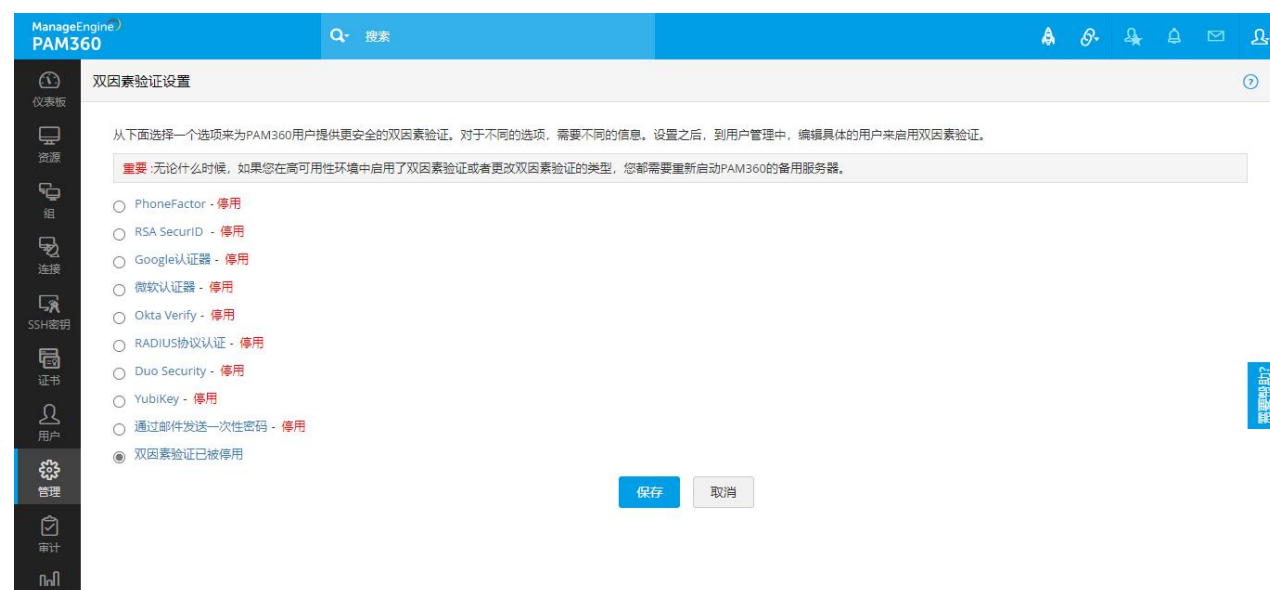 ManageEngine
PAM360
搜索
仪表板
资源
组
连接
SSH密钥
证书
用户
管理
审计
双因素验证设置
从下面选择一个选项来为PAM360用户提供更安全的双因素验证。对于不同的选项，需要不同的信息。设置之后，到用户管理中，编辑具体的用户来启用双因素验证。
重要 :无论什么时候，如果您在高可用性环境中启用了双因素验证或者更改双因素验证的类型，您都需要重新启动PAM360的备用服务器。
PhoneFactor - 停用
RSA SecurID - 停用
Google认证器 - 停用
微软认证器 - 停用
Okta Verify - 停用
RADIUS协议认证 - 停用
Duo Security - 停用
YubiKey - 停用
通过邮件发送一次性密码 - 停用
双因素验证已被停用
保存
取消